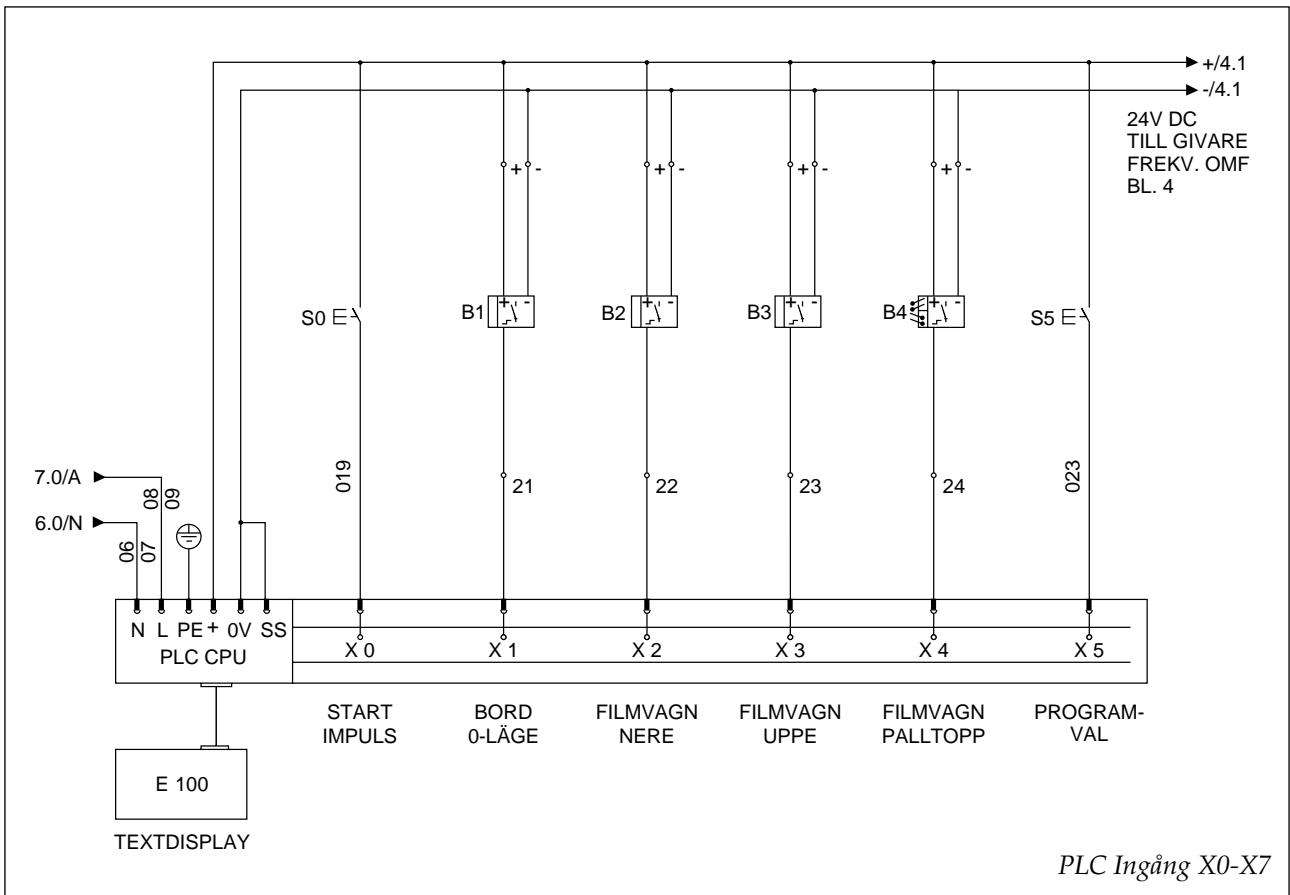 +/4.1
-/4.1
24V DC
TILL GIVARE
FREKV. OMF
BL. 4
+ -
+ -
+ -
+ -
S0
B1
+ -
B2
+ -
B3
+ -
B4
+ -
S5
7.0/A
6.0/N
06
07
08
09
019
21
22
23
24
023
N L PE + 0V SS
PLC CPU
X 0
X 1
X 2
X 3
X 4
X 5
START
IMPULS
BORD
0-LÄGE
FILMVAGN
NERE
FILMVAGN
UPPE
FILMVAGN
PALLTOPP
PROGRAM-
VAL
E 100
TEXTDISPLAY
PLC Ingång X0-X7